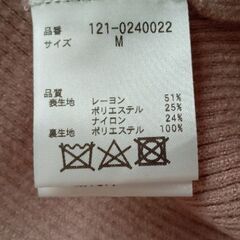 品番 121-0240022
サイズ M
品質
表生地 レーヨン 51%
ポリエステル 25%
ナイロン 24%
裏生地 ポリエステル 100%